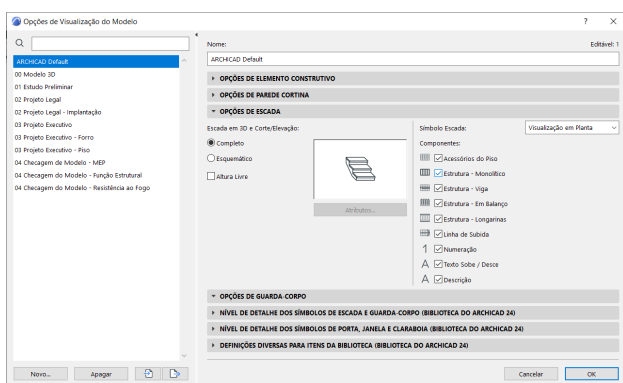 Opções de Visualização do Modelo
Nome:
Editável: 1
ARCHICAD Default
ARCHICAD Default
00 Modelo 3D
01 Estudo Preliminar
02 Projeto Legal
02 Projeto Legal - Implantação
03 Projeto Executivo
03 Projeto Executivo - Forro
03 Projeto Executivo - Piso
04 Checagem de Modelo - MEP
04 Checagem do Modelo - Função Estrutural
04 Checagem do Modelo - Resistência ao Fogo
OPÇÕES DE ELEMENTO CONSTRUTIVO
OPÇÕES DE PAREDE CORTINA
OPÇÕES DE ESCADA
Escada em 3D e Corte/Elevação:
Completo
Esquemático
Altura Livre
Atributos...
Símbolo Escada:
Visualização em Planta
Componentes:
Acessórios do Piso
Estrutura - Monolítico
Estrutura - Viga
Estrutura - Em Balanço
Estrutura - Longarinas
Linha de Subida
1 Numeração
A Texto Sobe / Desce
A Descrição
OPÇÕES DE GUARDA-CORPO
NÍVEL DE DETALHE DOS SÍMBOLOS DE ESCADA E GUARDA-CORPO (BIBLIOTECA DO ARCHICAD 24)
NÍVEL DE DETALHE DOS SÍMBOLOS DE PORTA, JANELA E CLARABOIA (BIBLIOTECA DO ARCHICAD 24)
DEFINIÇÕES DIVERSAS PARA ITENS DA BIBLIOTECA (BIBLIOTECA DO ARCHICAD 24)
Novo...
Apagar
Cancelar
OK